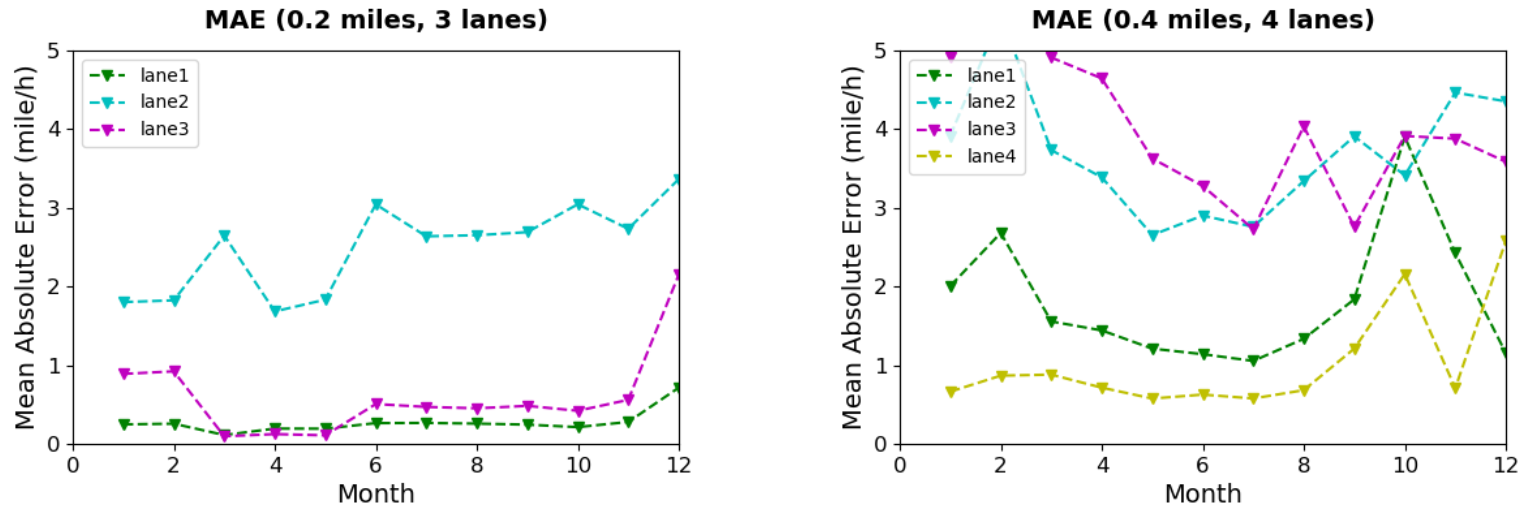 MAE (0.2 miles, 3 lanes)
Mean Absolute Error (mile/h)
5
4
3
2
1
0
lane1
lane2
lane3
0 2 4 6 8 10 12
Month
MAE (0.4 miles, 4 lanes)
Mean Absolute Error (mile/h)
5
4
3
2
1
0
lane1
lane2
lane3
lane4
0 2 4 6 8 10 12
Month